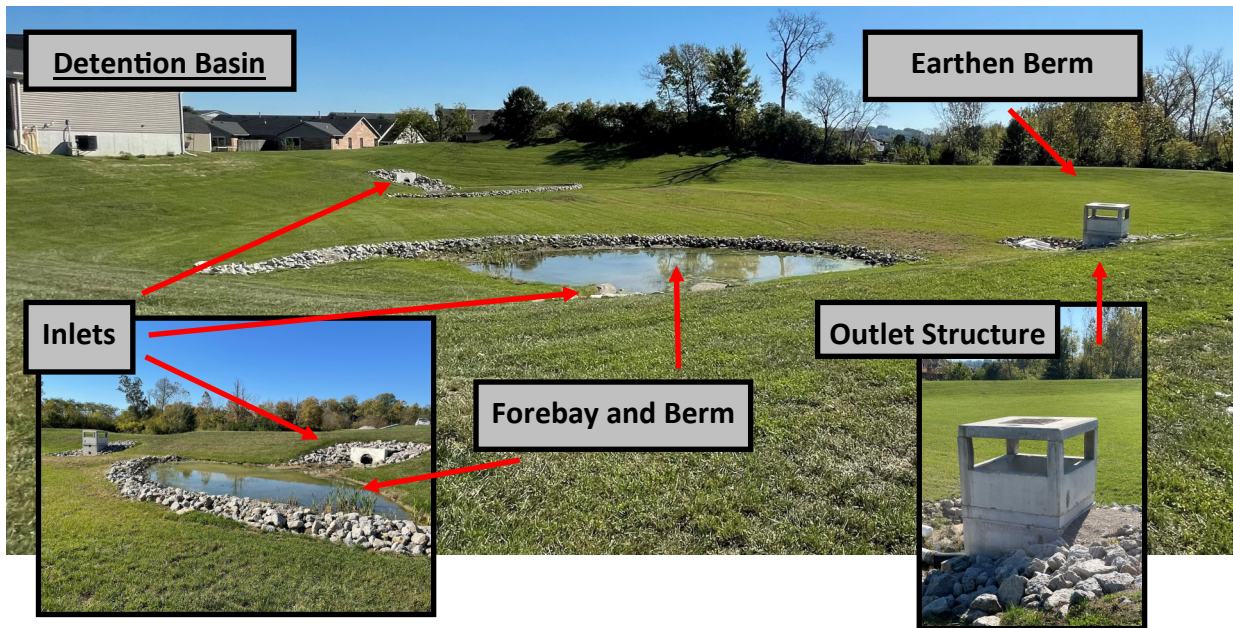 Detention Basin
Earthen Berm
Inlets
Outlet Structure
Forebay and Berm